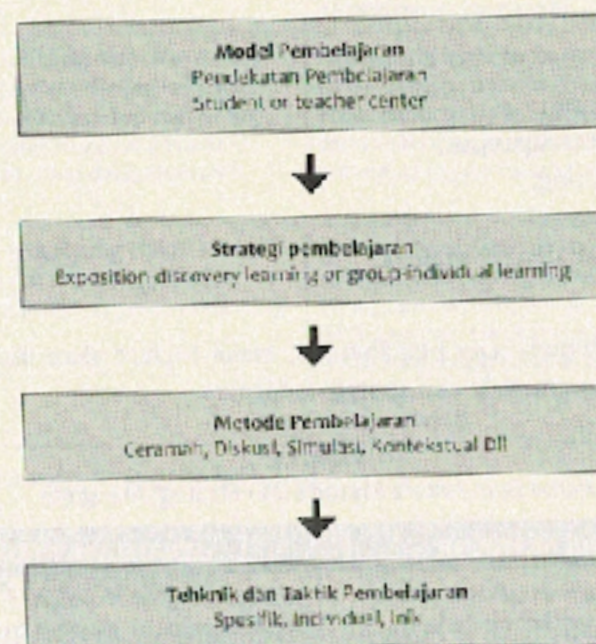 Model Pembelajaran
Pendekatan Pembelajaran
Student or teacher center
Strategi pembelajaran
Exposition discovery learning or group-individual learning
Metode Pembelajaran
Ceramah, Diskusi, Simulasi, Kontekstual Dll
Tehknik dan Taktik Pembelajaran
Spesifik, Individual,